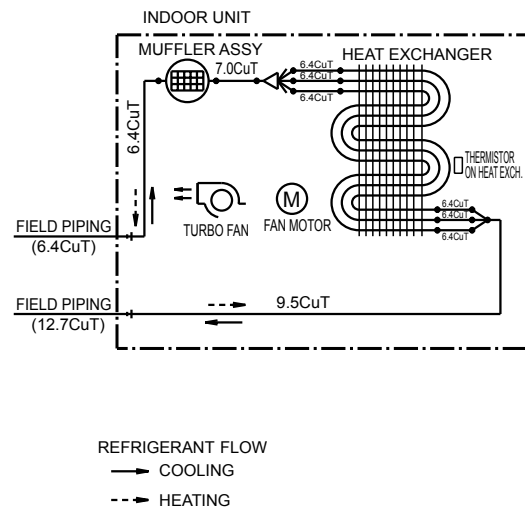 INDOOR UNIT
MUFFLER ASSY
7.0CuT
HEAT EXCHANGER
6.4CuT
6.4CuT
6.4CuT
6.4CuT
THERMISTOR
ON HEAT EXCH.
M
TURBO FAN
FAN MOTOR
6.4CuT
6.4CuT
6.4CuT
FIELD PIPING
(6.4CuT)
FIELD PIPING
(12.7CuT)
9.5CuT
REFRIGERANT FLOW
COOLING
HEATING